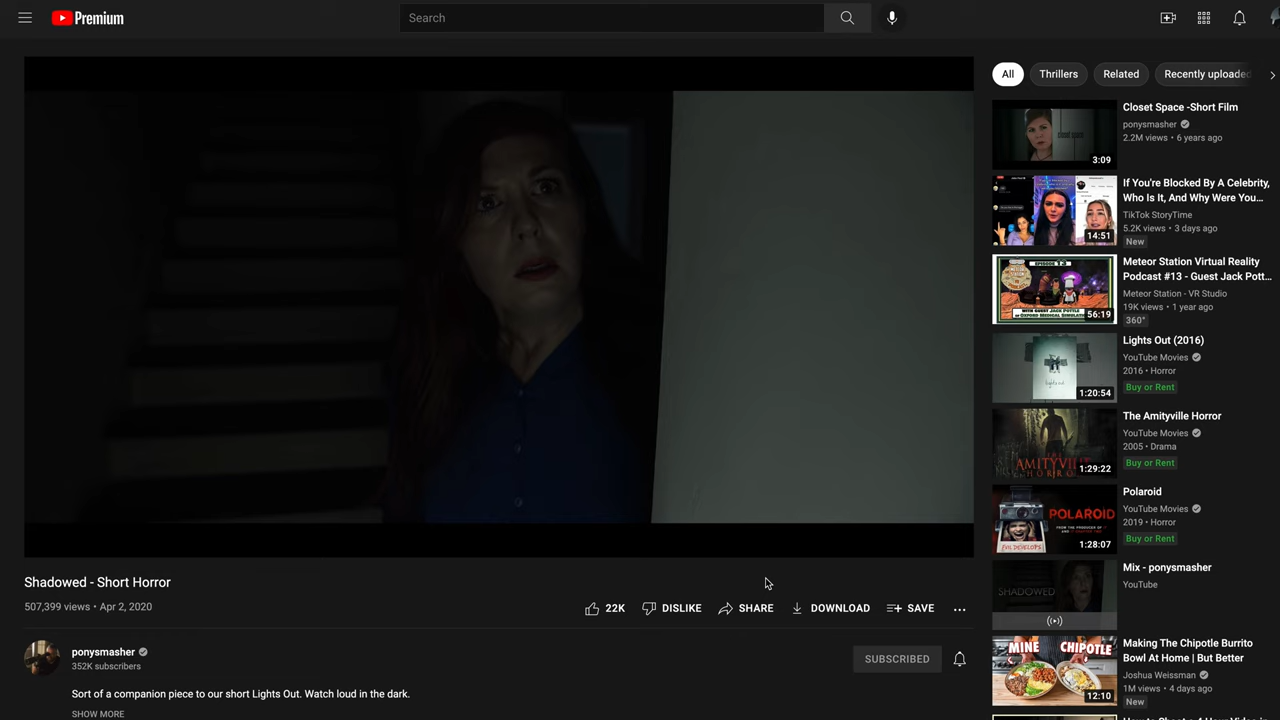 Premium
Search
All
Thrillers
Related
Recently uploaded
Closet Space -Short Film
ponysmasher
2.2M views • 6 years ago
3:09
If You're Blocked By A Celebrity,
Who Is It, And Why Were You...
TikTok StoryTime
5.2K views • 3 days ago
New
14:51
Meteor Station Virtual Reality
Podcast #13 - Guest Jack Pott...
Meteor Station - VR Studio
19K views • 1 year ago
360°
56:19
Lights Out (2016)
YouTube Movies
2016 • Horror
Buy or Rent
1:20:54
The Amityville Horror
YouTube Movies
2005 • Drama
Buy or Rent
1:29:22
Polaroid
YouTube Movies
2019 • Horror
Buy or Rent
POLAROID
1:28:07
Mix - ponysmasher
YouTube
SHADOWED
Making The Chipotle Burrito
Bowl At Home | But Better
Joshua Weissman
1M views • 4 days ago
New
MINE CHIPOTLE
12:10
Shadowed - Short Horror
507,399 views • Apr 2, 2020
22K
DISLIKE
SHARE
DOWNLOAD
SAVE
ponysmasher
352K subscribers
SUBSCRIBED
Sort of a companion piece to our short Lights Out. Watch loud in the dark.
SHOW MORE